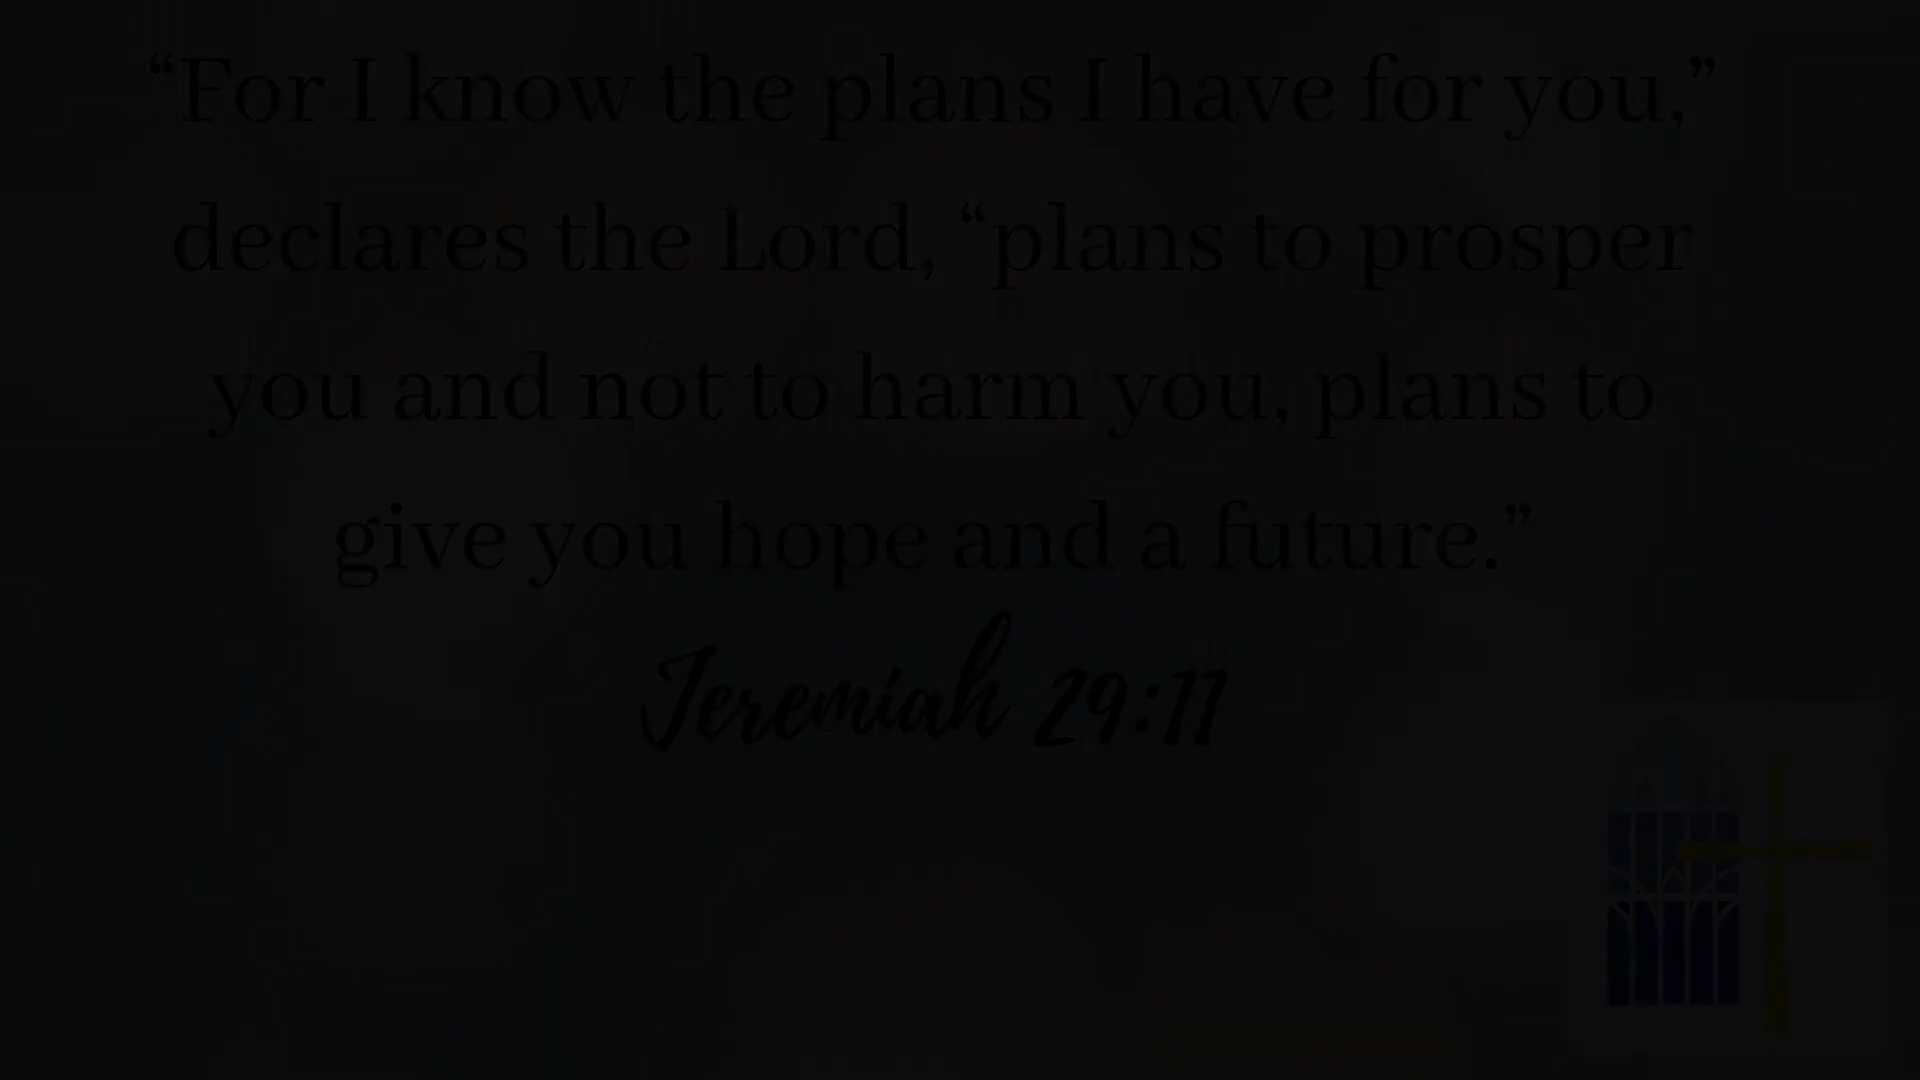 “For I know the plans I have for you,”
declares the Lord, “plans to prosper
you and not to harm you, plans to
give you hope and a future.”
Jeremiah 29:11